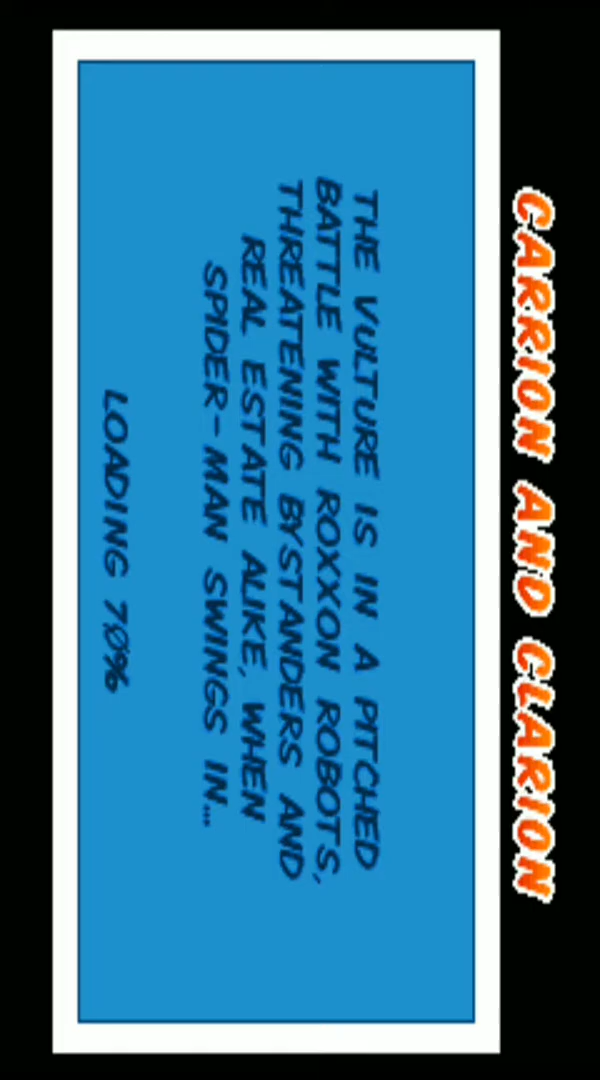 CARRION AND CLARION
THE VULTURE IS IN A PITCHED
BATTLE WITH ROXXON ROBOTS,
THREATENING BYSTANDERS AND
REAL ESTATE ALIKE, WHEN
SPIDER-MAN SWINGS IN...
LOADING 70%